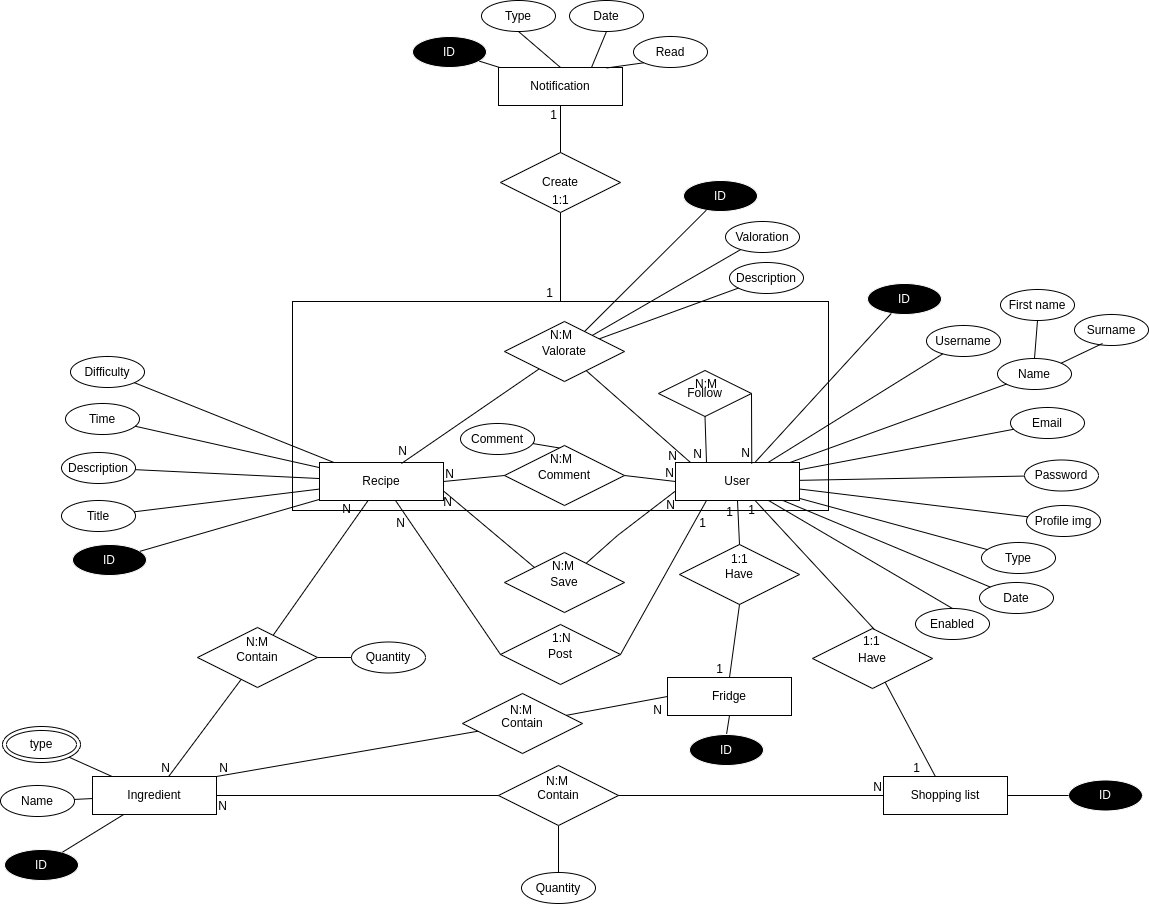 Type
Date
ID
Read
Notification
1
Create
1:1
ID
Valoration
Description
1
ID
First name
Surname
N:M
Valorate
Username
Difficulty
Name
N:M
Follow
Time
Email
Comment
N
N
N
N
Description
N:M
Comment
Recipe
N
N
User
Password
Title
N
N
N
1
1
Profile img
N
1
ID
N:M
Save
1:1
Have
Type
Date
Enabled
N:M
Contain
Quantity
1:N
Post
1:1
Have
1
Fridge
N:M
Contain
N
type
ID
N
N
1
N:M
Contain
Name
Ingredient
N
N
Shopping list
ID
ID
Quantity